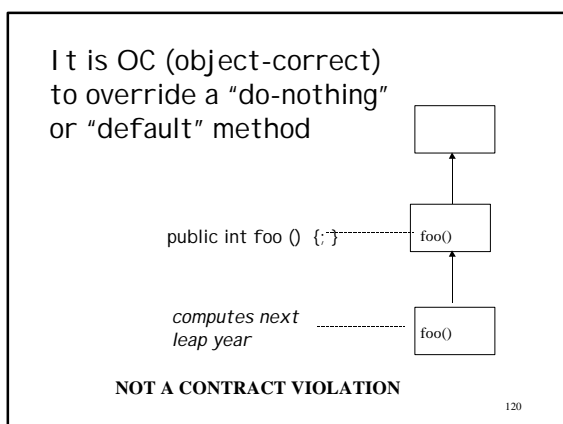 It is OC (object-correct)
to override a "do-nothing"
or "default" method
public int foo () {; }
foo()
computes next
leap year
foo()
NOT A CONTRACT VIOLATION
120